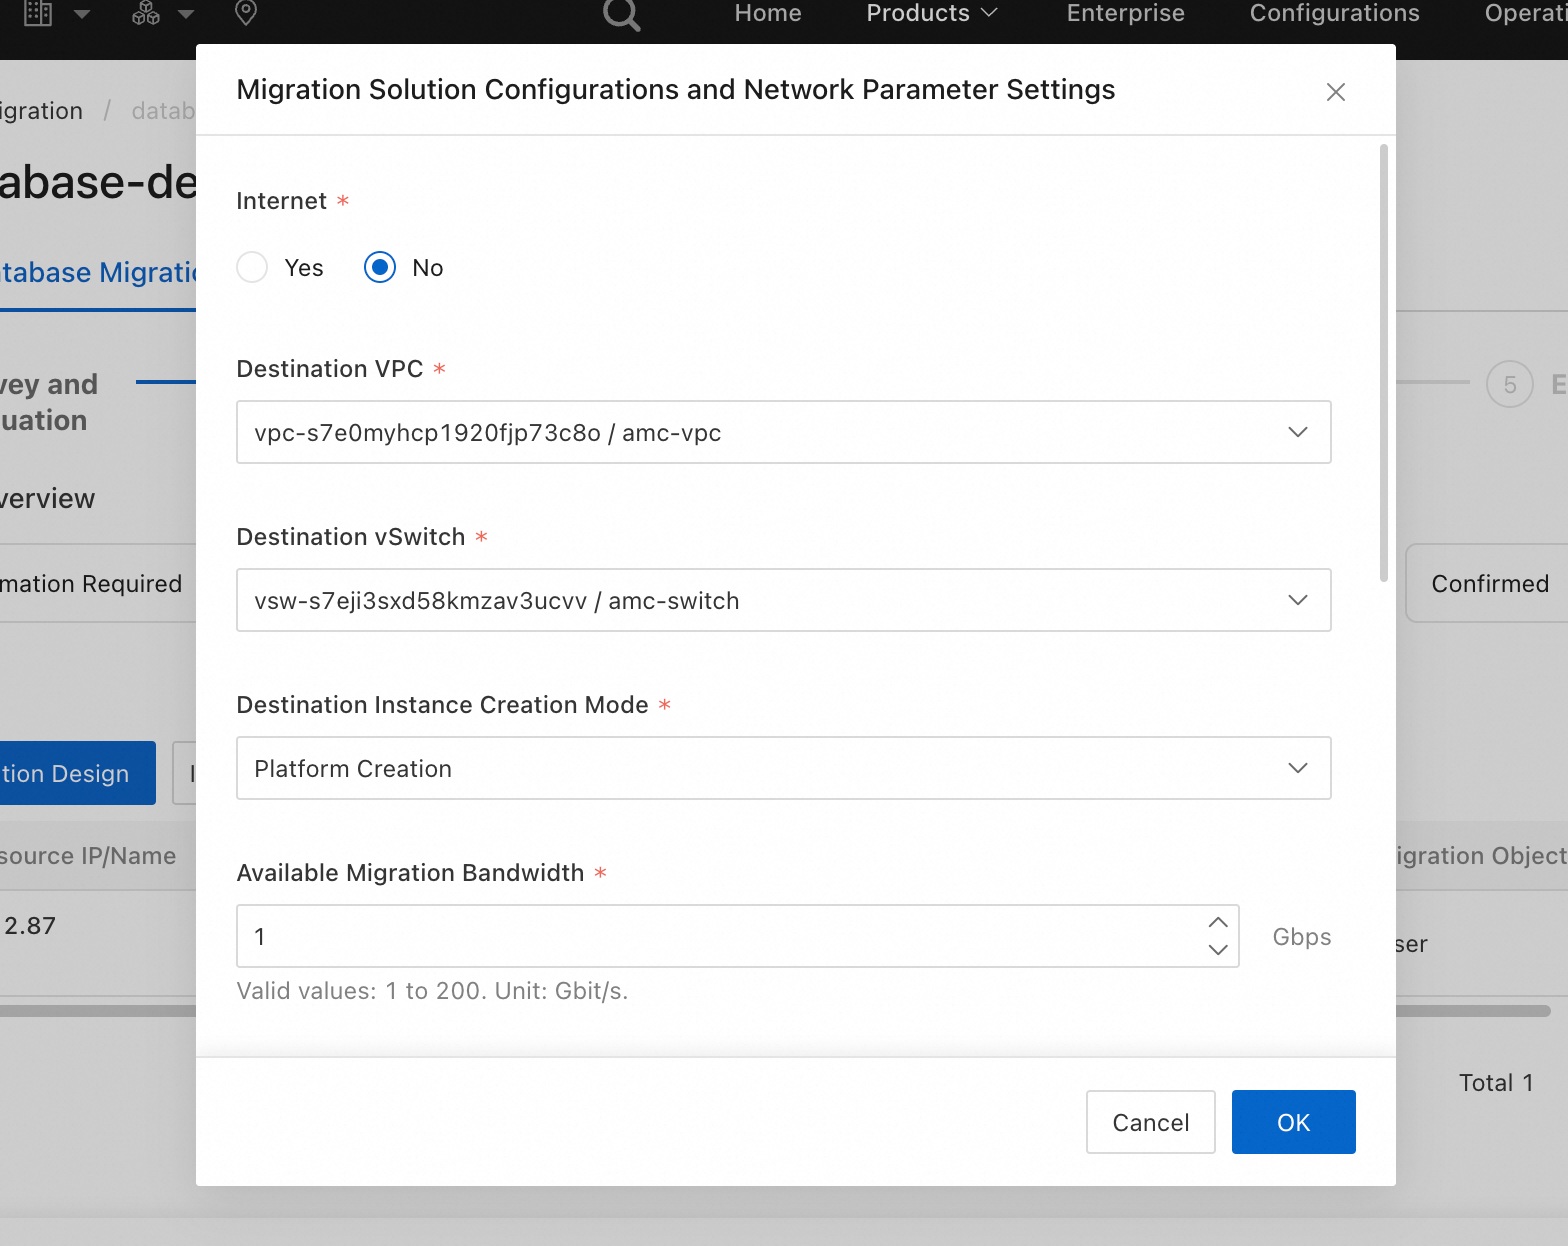 Home Products Enterprise Configurations Operati
igration / datab
Migration Solution Configurations and Network Parameter Settings
abase-de
Internet *
Yes No
tabase Migratio
Destination VPC *
vey and
uation
vpc-s7e0myhcp1920fjp73c8o / amc-vpc
5 E
verview
Destination vSwitch *
mation Required
vsw-s7eji3sxd58kmzav3ucvv / amc-switch
Confirmed
Destination Instance Creation Mode *
tion Design
Platform Creation
source IP/Name
Available Migration Bandwidth *
igration Object
2.87
1 Gbps
ser
Valid values: 1 to 200. Unit: Gbit/s.
Total 1
Cancel OK